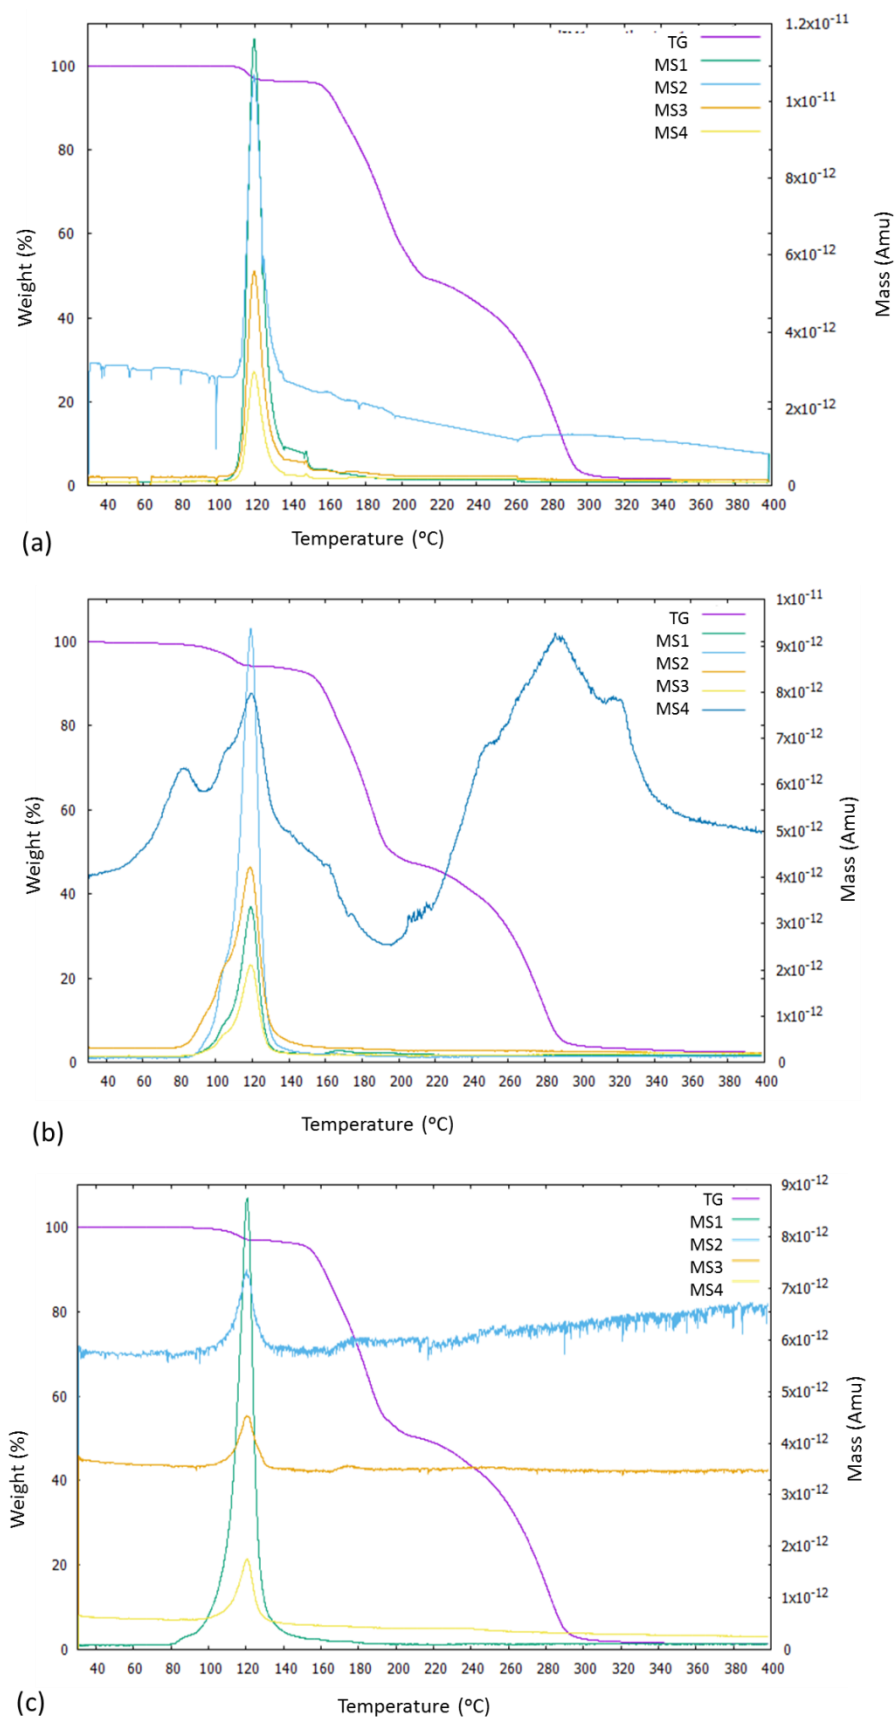 1.2x10-11
TG
100
MS1
MS2
1x10-11
MS3
MS4
80
8x10-12
Weight (%)
60
6x10-12
Mass (Amu)
40
4x10-12
20
2x10-12
0
0
40 60 80 100 120 140 160 180 200 220 240 260 280 300 320 340 360 380 400
(a)
Temperature (ºC)
1x10-11
TG
100
MS1
9x10-12
MS2
MS3
8x10-12
MS4
80
7x10-12
Weight (%)
60
6x10-12
5x10-12
Mass (Amu)
40
4x10-12
3x10-12
20
2x10-12
1x10-12
0
0
40 60 80 100 120 140 160 180 200 220 240 260 280 300 320 340 360 380 400
(b)
Temperature (ºC)
9x10-12
TG
100
MS1
8x10-12
MS2
MS3
MS4
7x10-12
80
6x10-12
60
5x10-12
Weight (%)
Mass (Amu)
4x10-12
40
3x10-12
2x10-12
20
1x10-12
0
0
40 60 80 100 120 140 160 180 200 220 240 260 280 300 320 340 360 380 400
(c)
Temperature (ºC)